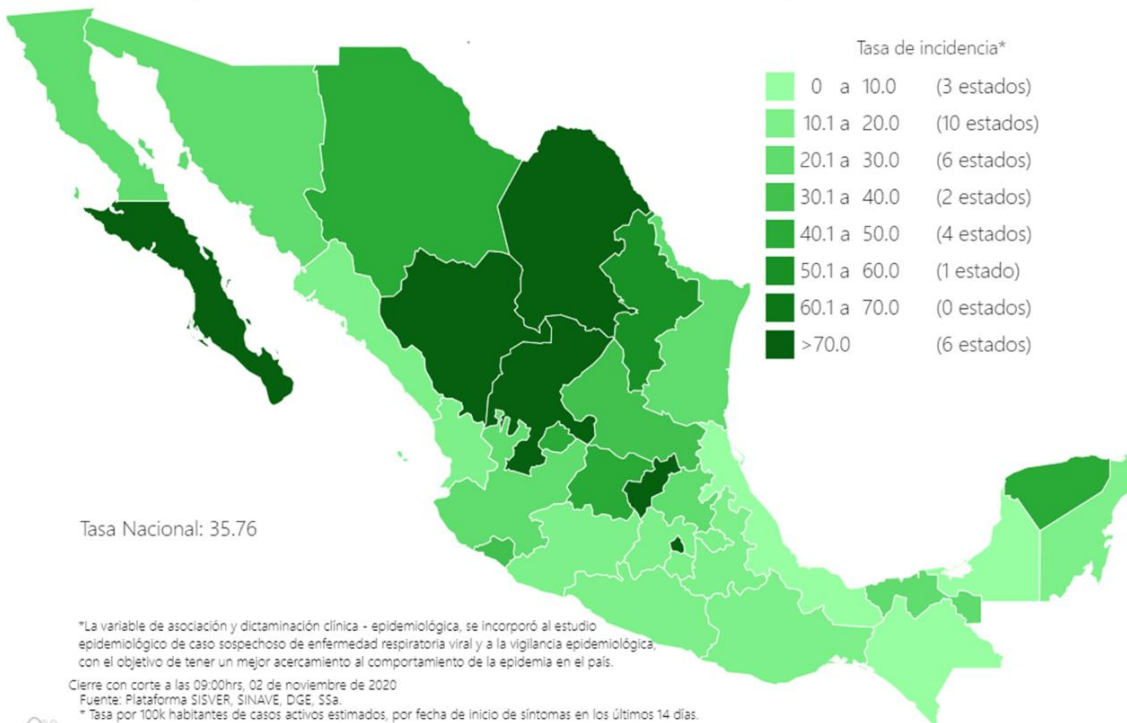 Tasa de incidencia*
0 a 10.0 (3 estados)
10.1 a 20.0 (10 estados)
20.1 a 30.0 (6 estados)
30.1 a 40.0 (2 estados)
40.1 a 50.0 (4 estados)
50.1 a 60.0 (1 estado)
60.1 a 70.0 (0 estados)
>70.0 (6 estados)
Tasa Nacional: 35.76
*La variable de asociación y dictaminación clínica - epidemiológica, se incorporó al estudio
epidemiológico de caso sospechoso de enfermedad respiratoria viral y a la vigilancia epidemiológica,
con el objetivo de tener un mejor acercamiento al comportamiento de la epidemia en el país.
Cierre con corte a las 09:00hrs, 02 de noviembre de 2020
Fuente: Plataforma SISVER, SINAVE, DGE, SSa.
* Tasa por 100k habitantes de casos activos estimados, por fecha de inicio de síntomas en los últimos 14 días.